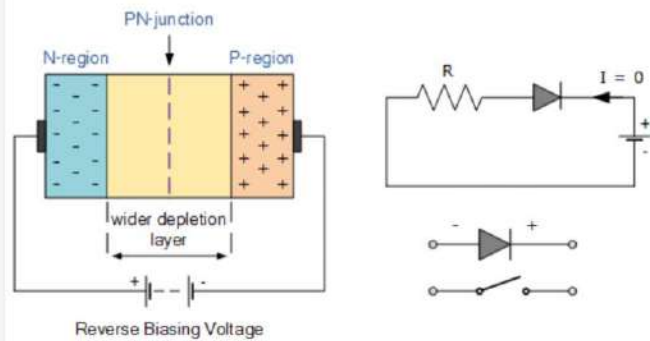 PN-junction
N-region
P-region
R
I = 0
+
-
wider depletion
layer
- +
+ -
Reverse Biasing Voltage